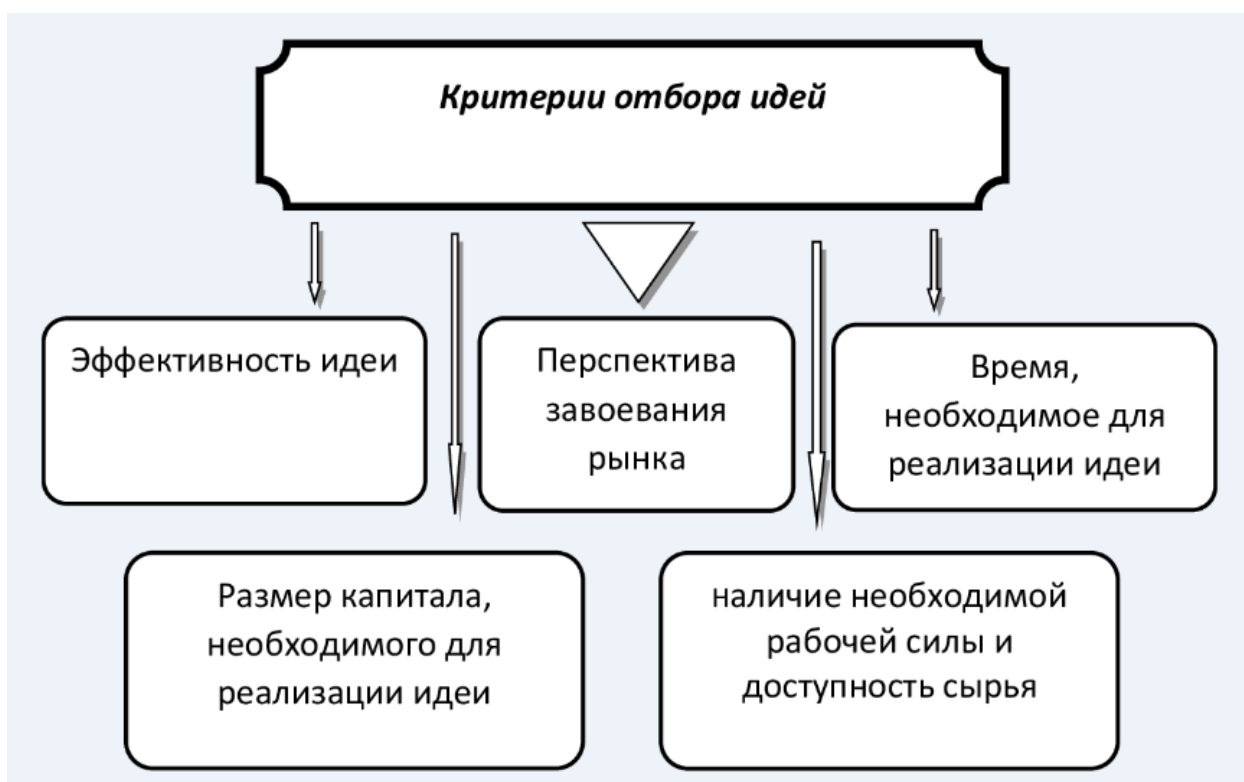 Критерии отбора идей
Эффективность идеи
Перспектива
завоевания
рынка
Время,
необходимое для
реализации идеи
Размер капитала,
необходимого для
реализации идеи
наличие необходимой
рабочей силы и
доступность сырья